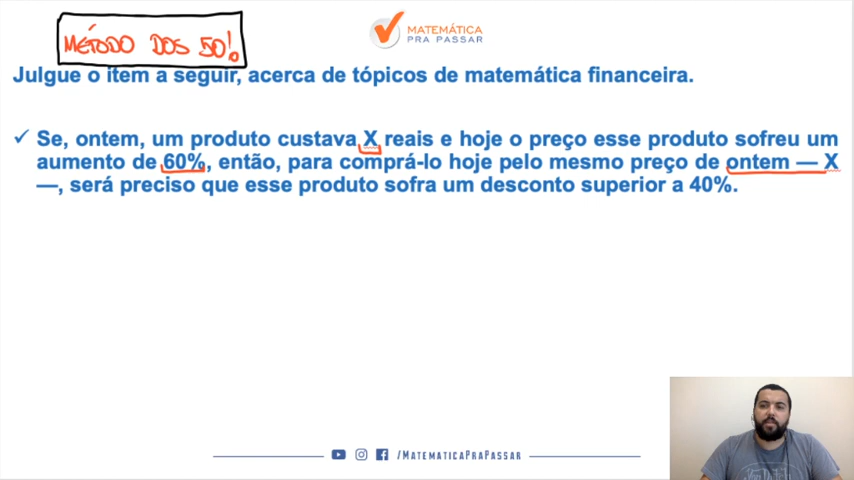 MÉTODO DOS 50!
MATEMÁTICA
PRA PASSAR
Julgue o item a seguir, acerca de tópicos de matemática financeira.
✓ Se, ontem, um produto custava X reais e hoje o preço esse produto sofreu um
aumento de 60%, então, para comprá-lo hoje pelo mesmo preço de ontem — X
—, será preciso que esse produto sofra um desconto superior a 40%.
/MATEMATICAPRAPASSAR